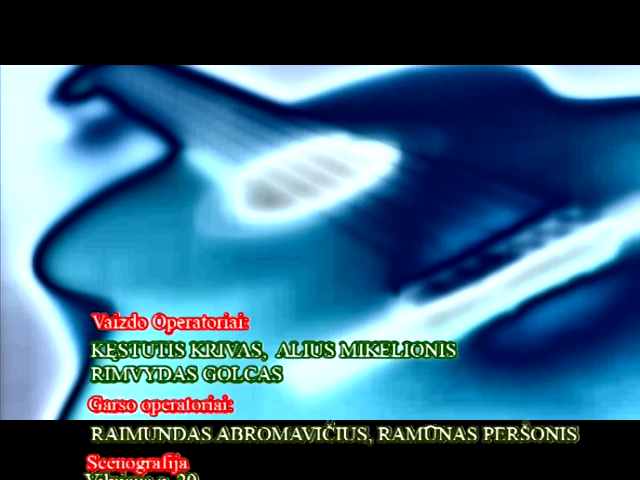 Vaizdo Operatoriai:
KĘSTUTIS KRIVAS, ALIUS MIKELIONIS
RIMVYDAS GOLCAS
Garso operatoriai:
RAIMUNDAS ABROMAVIČIUS, RAMŪNAS PERŠONIS
Scenografija